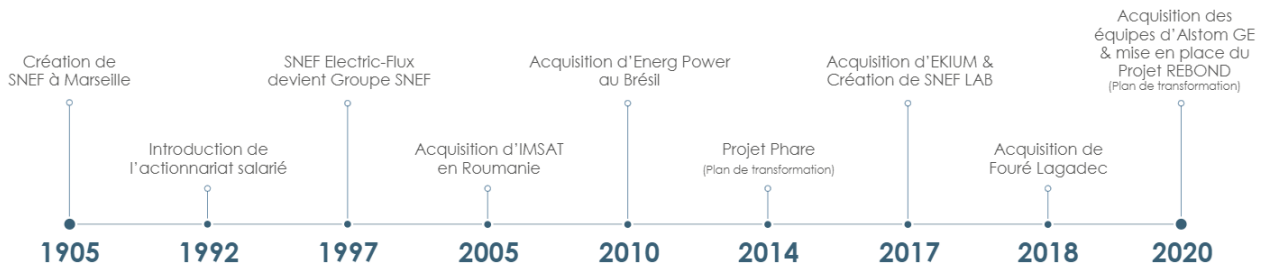 Création de
SNEF à Marseille
1905
Introduction de
l'actionnariat salarié
1992
SNEF Electric-Flux
devient Groupe SNEF
1997
Acquisition d'IMSAT
en Roumanie
2005
Acquisition d'Energ Power
au Brésil
2010
Projet Phare
(Plan de transformation)
2014
Acquisition d'EKIUM &
Création de SNEF LAB
2017
Acquisition de
Fouré Lagadec
2018
Acquisition des
équipes d'Alstom GE
& mise en place du
Projet REBOND
(Plan de transformation)
2020